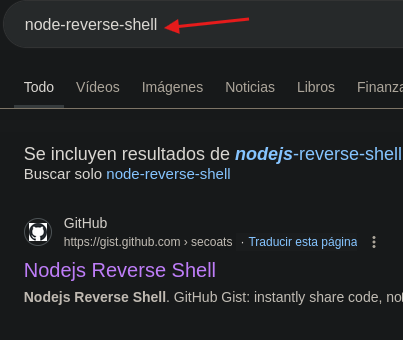 node-reverse-shell
Todo Vídeos Imágenes Noticias Libros Finanza
Se incluyen resultados de nodejs-reverse-shell
Buscar solo node-reverse-shell
GitHub
https://gist.github.com › secoats · Traducir esta página
Nodejs Reverse Shell
Nodejs Reverse Shell. GitHub Gist: instantly share code, not